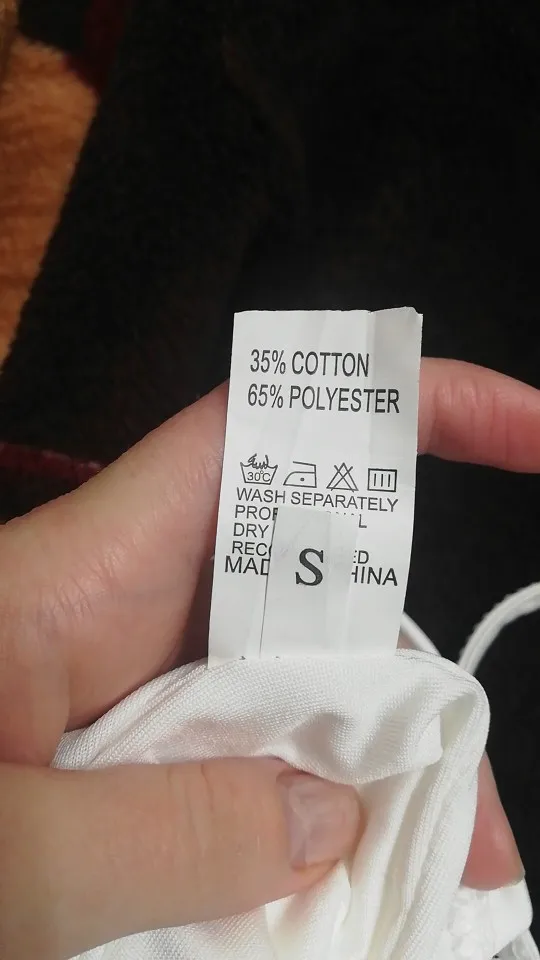 35% COTTON
65% POLYESTER
30°C
WASH SEPARATELY
DRY
S